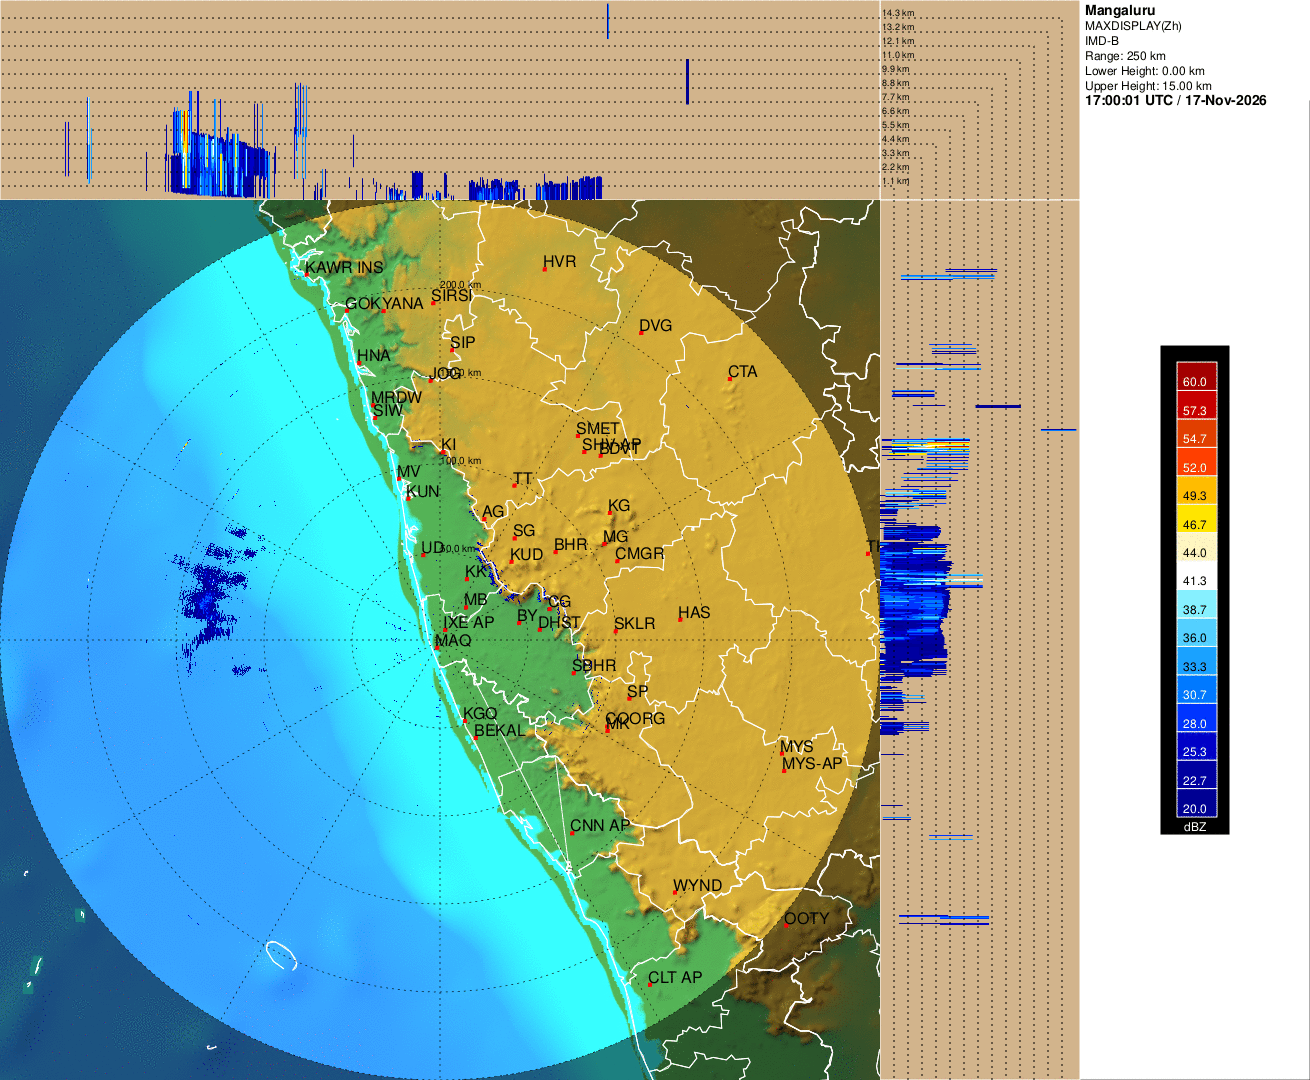 Mangaluru
MAXDISPLAY(Zh)
IMD-B
Range: 250 km
Lower Height: 0.00 km
Upper Height: 15.00 km
17:00:01 UTC / 17-Nov-2026
14.3 km
13.2 km
12.1 km
11.0 km
9.9 km
8.8 km
7.7 km
6.6 km
5.5 km
4.4 km
3.3 km
2.2 km
1.1 km
HVR
KAWR INS
200.0 km
SIRSI
GOKYANA
DVG
SIP
HNA
CTA
JOG
MRDW
SIW
SMET
KI
SHV-AP
BDVT
100.0 km
MV
TT
KUN
KG
AG
SG
MG
UD
50.0 km
KUD
BHR
CMGR
KK
MB
CG
BY
DHST
HAS
IXE AP
SKLR
MAQ
SP
KGQ
COORG
MK
BEKAL
MYS
MYS-AP
CNN AP
WYND
OOTY
CLT AP
60.0
57.3
54.7
52.0
49.3
46.7
44.0
41.3
38.7
36.0
33.3
30.7
28.0
25.3
22.7
20.0
dBZ